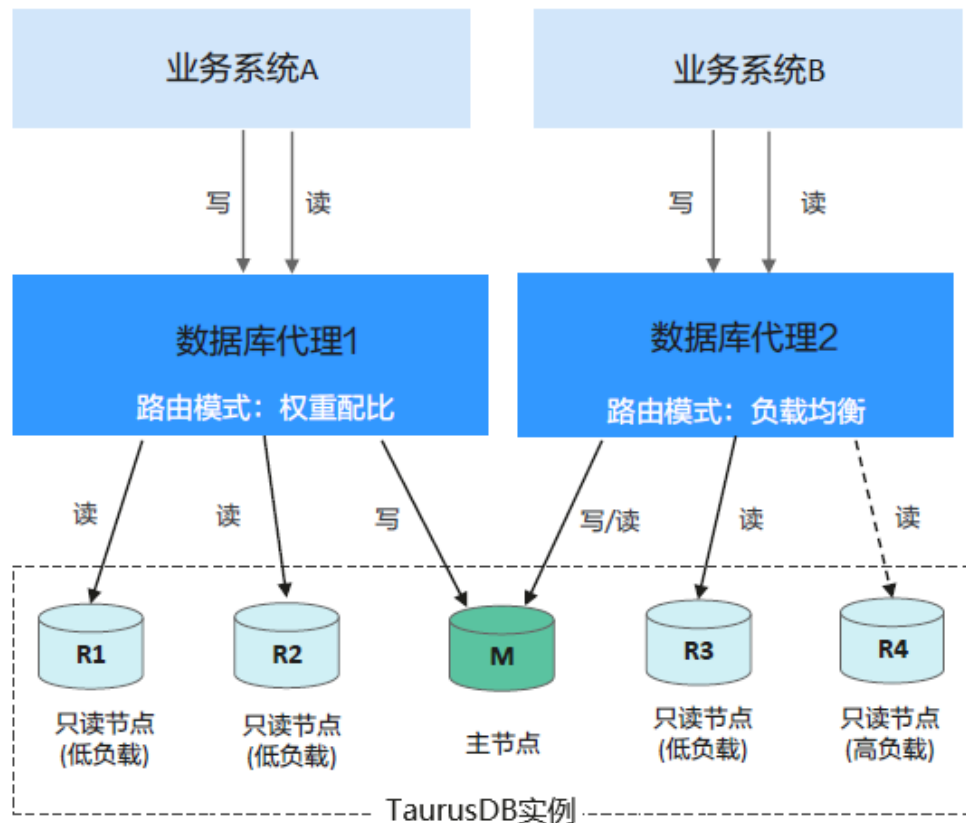 业务系统A
业务系统B
写
读
写
读
数据库代理1
路由模式：权重配比
数据库代理2
路由模式：负载均衡
读
读
写
写/读
读
读
R1
R2
M
R3
R4
只读节点
(低负载)
只读节点
(低负载)
主节点
只读节点
(低负载)
只读节点
(高负载)
TaurusDB实例